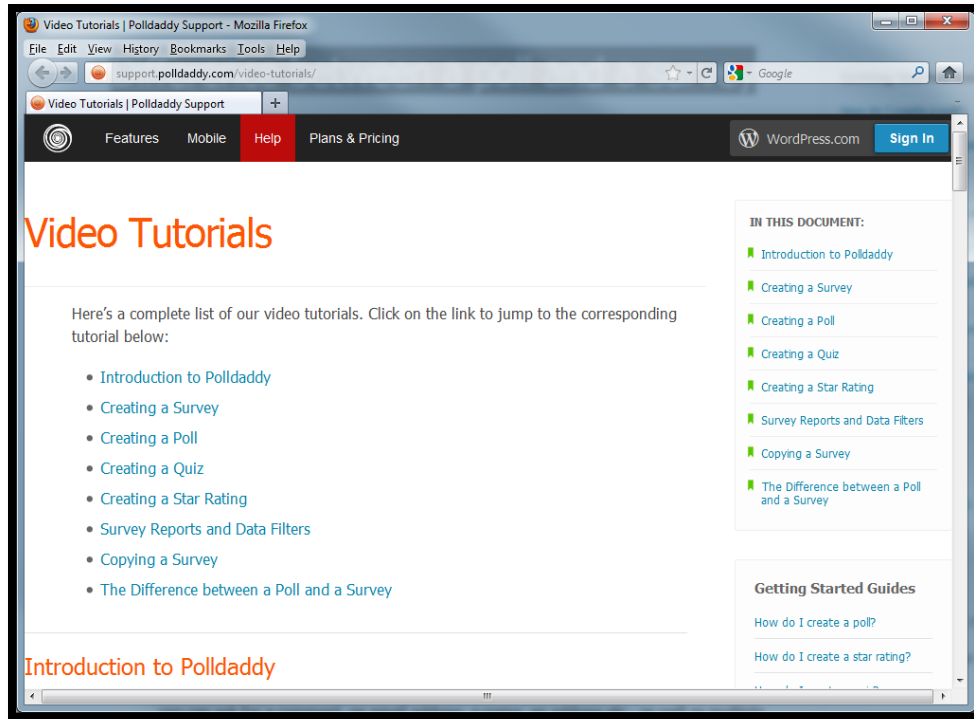 Video Tutorials | Polldaddy Support - Mozilla Firefox
File Edit View History Bookmarks Tools Help
support.polldaddy.com/video-tutorials/
Google
Video Tutorials | Polldaddy Support
Features Mobile Help Plans & Pricing
WordPress.com Sign In
Video Tutorials
Here's a complete list of our video tutorials. Click on the link to jump to the corresponding
tutorial below:
Introduction to Polldaddy
Creating a Survey
Creating a Poll
Creating a Quiz
Creating a Star Rating
Survey Reports and Data Filters
Copying a Survey
The Difference between a Poll and a Survey
Introduction to Polldaddy
IN THIS DOCUMENT:
Introduction to Polldaddy
Creating a Survey
Creating a Poll
Creating a Quiz
Creating a Star Rating
Survey Reports and Data Filters
Copying a Survey
The Difference between a Poll
and a Survey
Getting Started Guides
How do I create a poll?
How do I create a star rating?